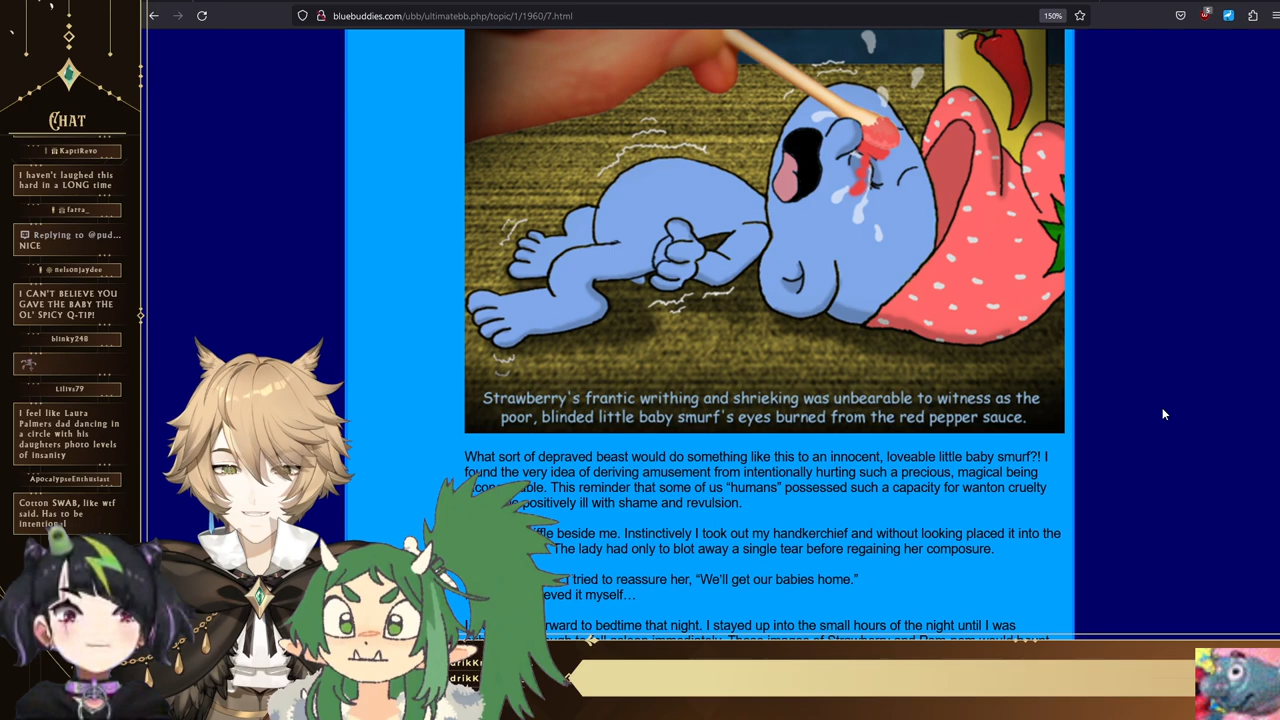 bluebuddies.com/ubb/ultimatebb.php/topic/1/1960/7.html
150%
5
CHAT
KaptiRevo
I haven't laughed this
hard in a LONG time
farra_
Replying to @pud...
NICE
nelsonjaydee
I CAN'T BELIEVE YOU
GAVE THE BABY THE
OL' SPICY Q-TIP!
blinky248
Lilivs79
I feel like Laura
Palmers dad dancing in
a circle with his
daughters photo levels
of insanity
ApocalypseEnthusiast
Cotton SWAB, like wtf
said. Has to be
intentional
Strawberry's frantic writhing and shrieking was unbearable to witness as the
poor, blinded little baby smurf's eyes burned from the red pepper sauce.
What sort of depraved beast would do something like this to an innocent, loveable little baby smurf?! I
found the very idea of deriving amusement from intentionally hurting such a precious, magical being
This reminder that some of us “humans” possessed such a capacity for wanton cruelty
positively ill with shame and revulsion.
beside me. Instinctively I took out my handkerchief and without looking placed it into the
The lady had only to blot away a single tear before regaining her composure.
I tried to reassure her, “We’ll get our babies home.”
it myself…
to bedtime that night. I stayed up into the small hours of the night until I was